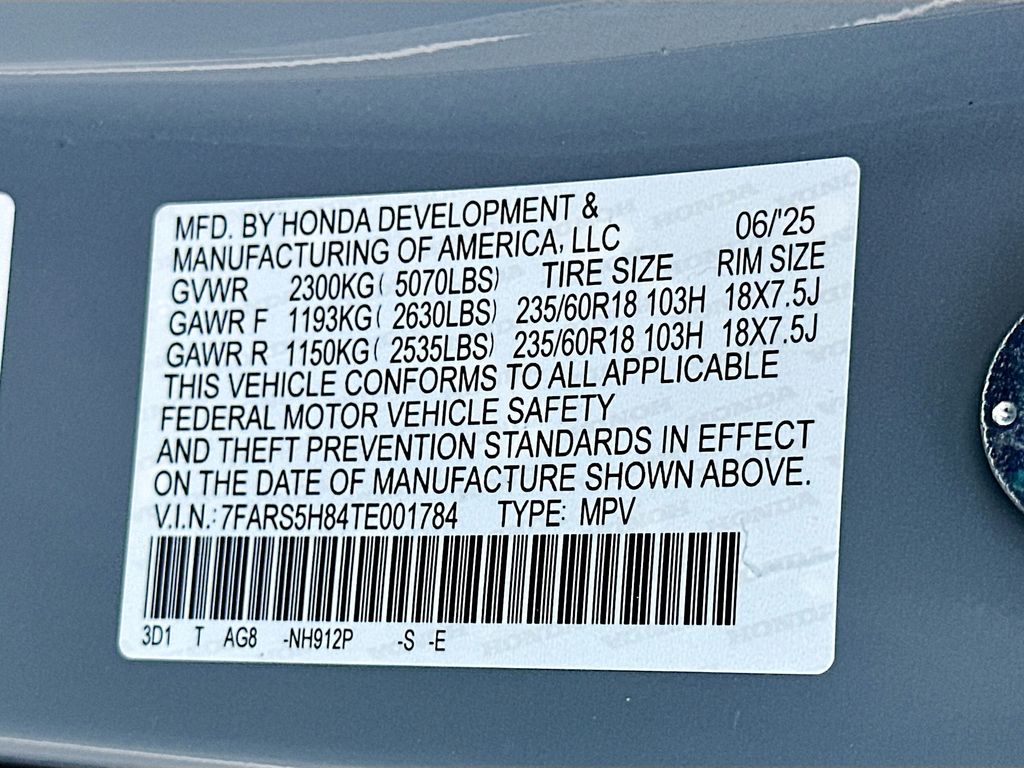 MFD. BY HONDA DEVELOPMENT &
MANUFACTURING OF AMERICA, LLC 06/'25
GVWR 2300KG( 5070LBS) TIRE SIZE RIM SIZE
GAWR F 1193KG( 2630LBS) 235/60R18 103H 18X7.5J
GAWR R 1150KG( 2535LBS) 235/60R18 103H 18X7.5J
THIS VEHICLE CONFORMS TO ALL APPLICABLE
FEDERAL MOTOR VEHICLE SAFETY
AND THEFT PREVENTION STANDARDS IN EFFECT
ON THE DATE OF MANUFACTURE SHOWN ABOVE.
V.I.N.: 7FARS5H84TE001784 TYPE: MPV
3D1 T AG8 -NH912P -S -E